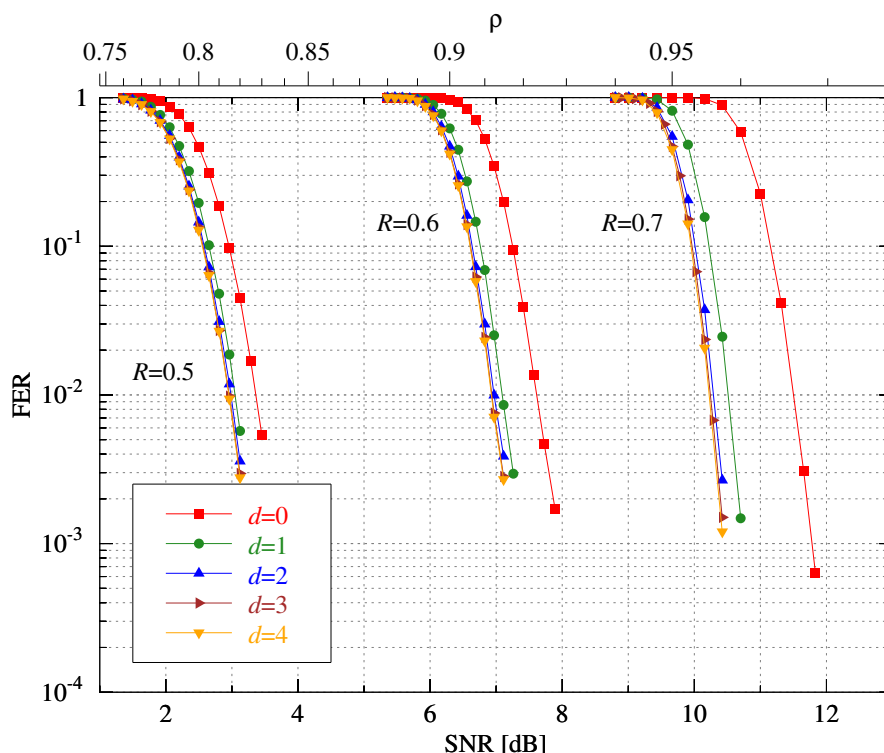 ρ
0.75 0.8 0.85 0.9 0.95
1
10^-1
10^-2
10^-3
10^-4
FER
R=0.5
R=0.6
R=0.7
d=0
d=1
d=2
d=3
d=4
2 4 6 8 10 12
SNR [dB]